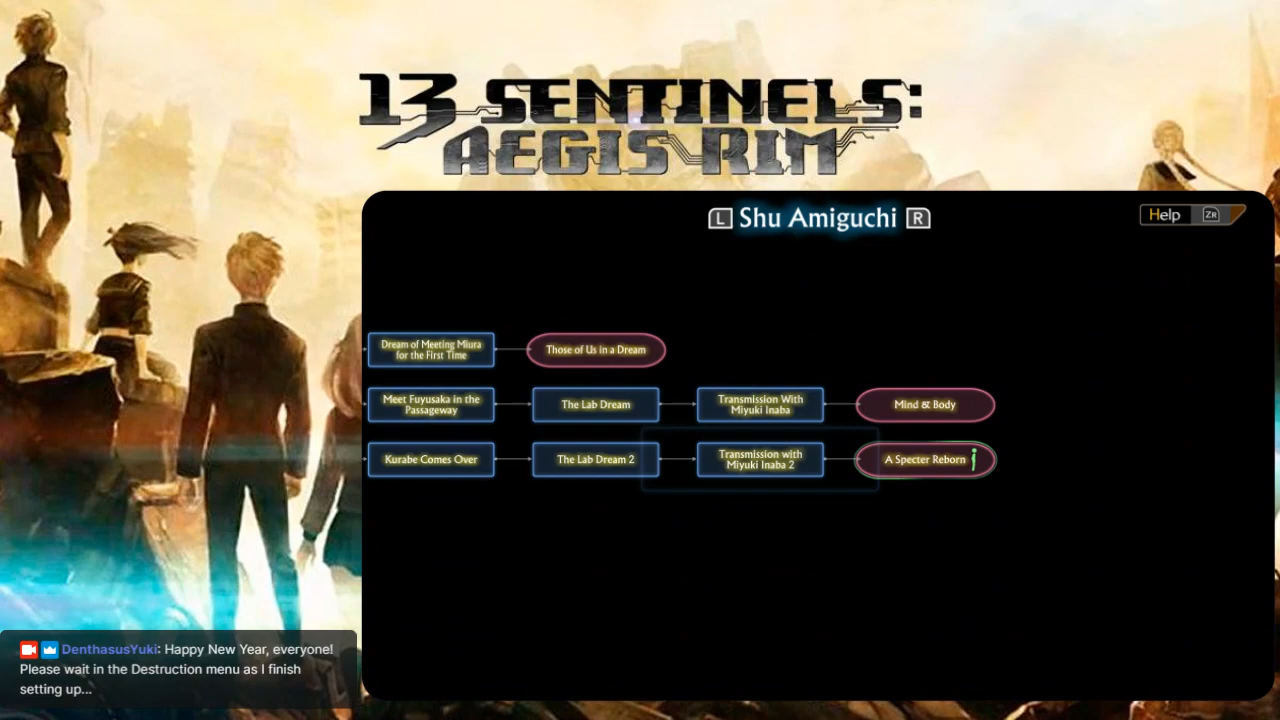 13 SENTINELS:
AEGIS RIM
L Shu Amiguchi R
Help ZR
Dream of Meeting Miura
for the First Time
Those of Us in a Dream
Meet Fuyusaka in the
Passageway
The Lab Dream
Transmission With
Miyuki Inaba
Mind & Body
Kurabe Comes Over
The Lab Dream 2
Transmission with
Miyuki Inaba 2
A Specter Reborn
DenthasusYuki: Happy New Year, everyone!
Please wait in the Destruction menu as I finish
setting up...